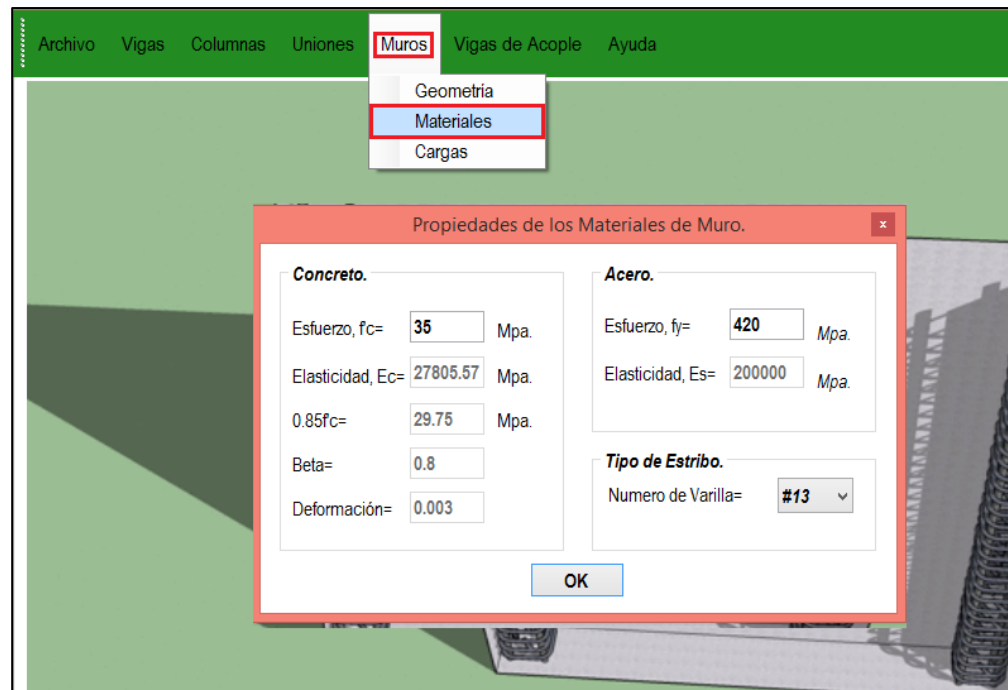 Archivo Vigas Columnas Uniones Muros Vigas de Acople Ayuda
Geometría
Materiales
Cargas
Propiedades de los Materiales de Muro.
x
Concreto.
Esfuerzo, f'c= 35 Mpa.
Elasticidad, Ec= 27805.57 Mpa.
0.85f'c= 29.75 Mpa.
Beta= 0.8
Deformación= 0.003
Acero.
Esfuerzo, fy= 420 Mpa.
Elasticidad, Es= 200000 Mpa.
Tipo de Estribo.
Numero de Varilla= #13
OK